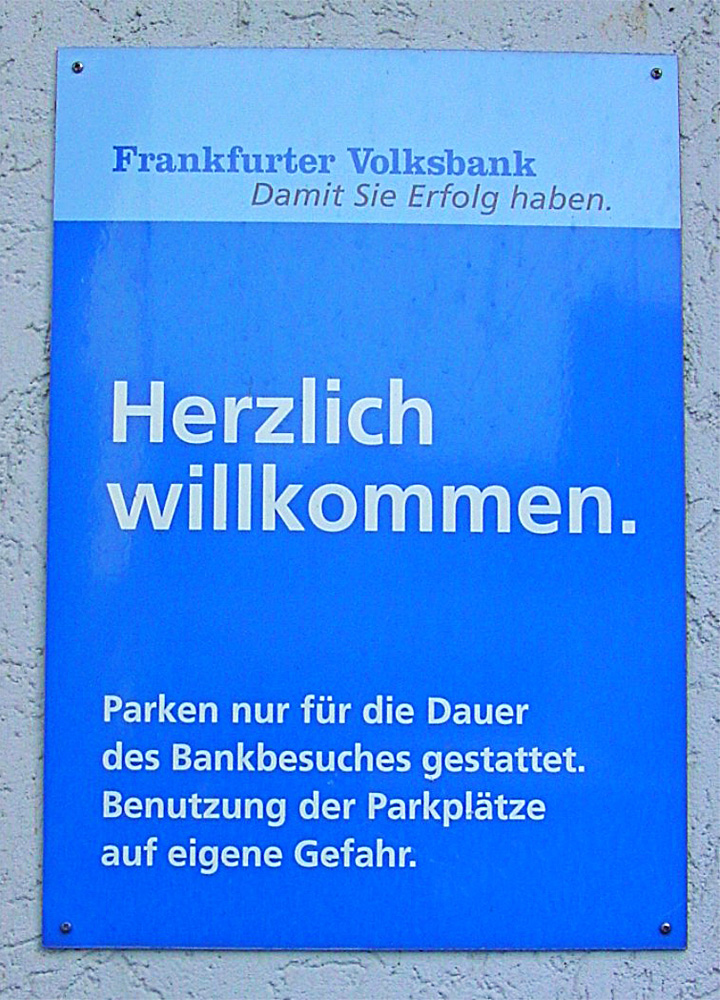 Frankfurter Volksbank
Damit Sie Erfolg haben.
Herzlich
willkommen.
Parken nur für die Dauer
des Bankbesuches gestattet.
Benutzung der Parkplätze
auf eigene Gefahr.